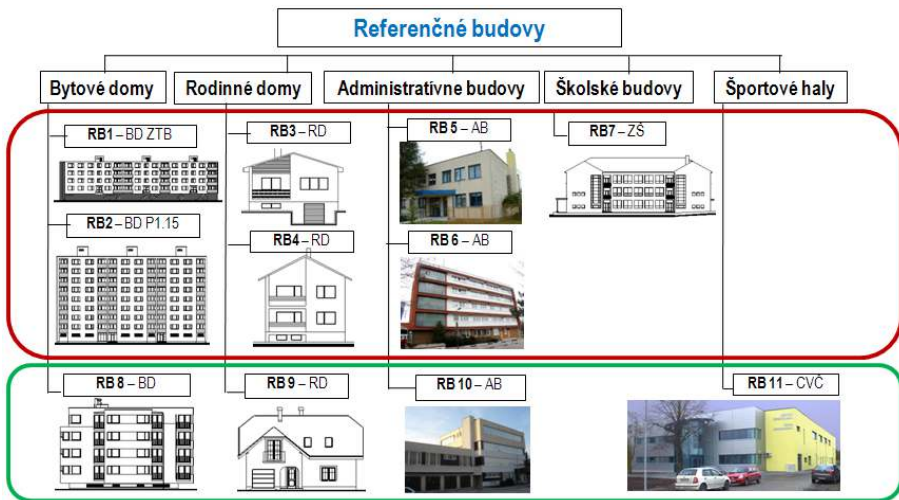 Referenčné budovy
Bytové domy
Rodinné domy
Administratívne budovy
Školské budovy
Športové haly
RB1 – BD ZTB
RB3 – RD
RB 5 – AB
RB7 – ZŠ
RB2 – BD P1.15
RB4 – RD
RB 6 – AB
RB 8 – BD
RB 9 – RD
RB 10 – AB
RB 11 – CVČ